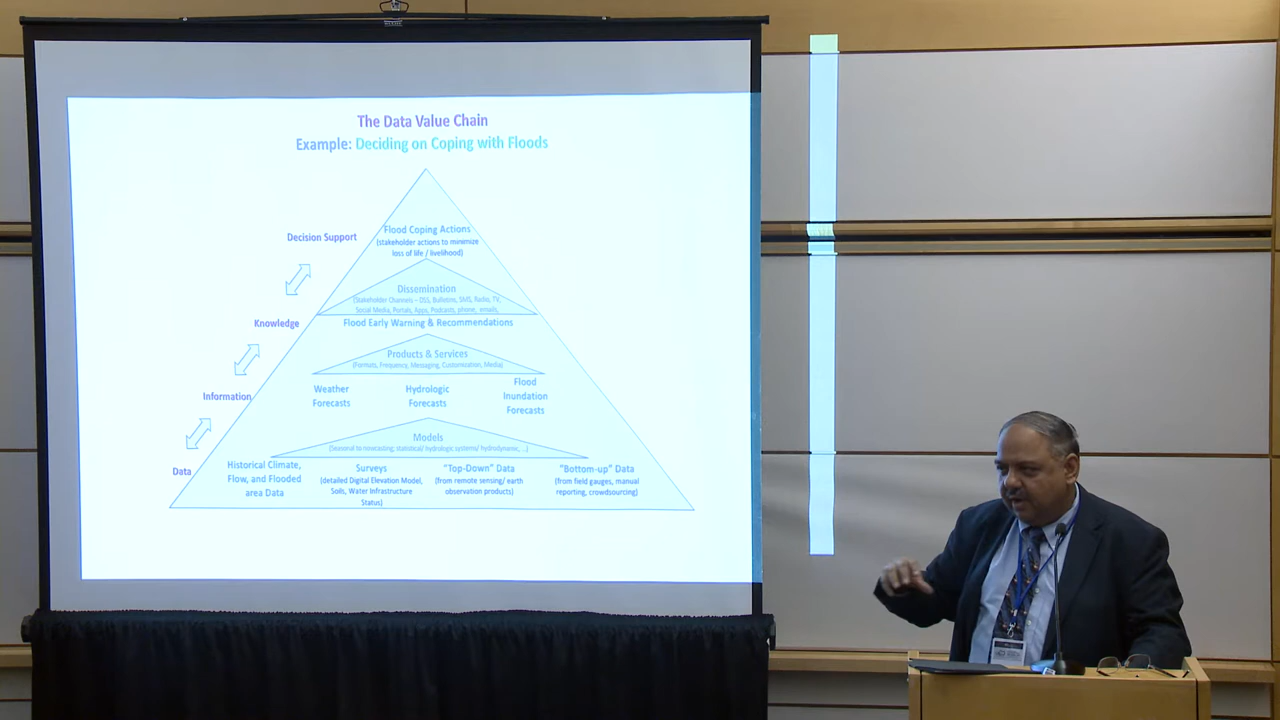 The Data Value Chain
Example: Deciding on Coping with Floods
Decision Support
Flood Coping Actions
(stakeholder actions to minimize
loss of life / livelihood)
Dissemination
(Stakeholder Channels – DSS, Bulletins, SMS, Radio, TV,
Social Media, Portals, Apps, Podcasts, phone, emails,
Knowledge
Flood Early Warning & Recommendations
Products & Services
(Formats, Frequency, Messaging, Customization, Media)
Information
Weather
Forecasts
Hydrologic
Forecasts
Flood
Inundation
Forecasts
Models
(Seasonal to nowcasting; statistical/ hydrologic systems/ hydrodynamic, ...)
Data
Historical Climate,
Flow, and Flooded
area Data
Surveys
(detailed Digital Elevation Model,
Soils, Water Infrastructure
Status)
"Top-Down" Data
(from remote sensing/ earth
observation products)
"Bottom-up" Data
(from field gauges, manual
reporting, crowdsourcing)